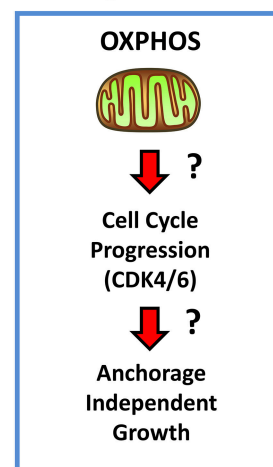 OXPHOS
?
Cell Cycle
Progression
(CDK4/6)
?
Anchorage
Independent
Growth